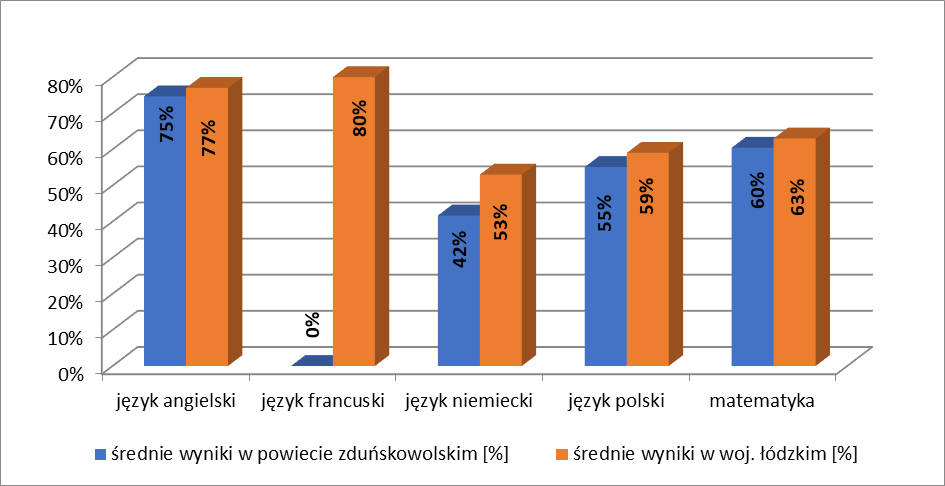 80%
70%
60%
50%
40%
30%
20%
10%
0%
75%
77%
0%
80%
42%
53%
55%
59%
60%
63%
język angielski
język francuski
język niemiecki
język polski
matematyka
średnie wyniki w powiecie zduńskowolskim [%]
średnie wyniki w woj. łódzkim [%]